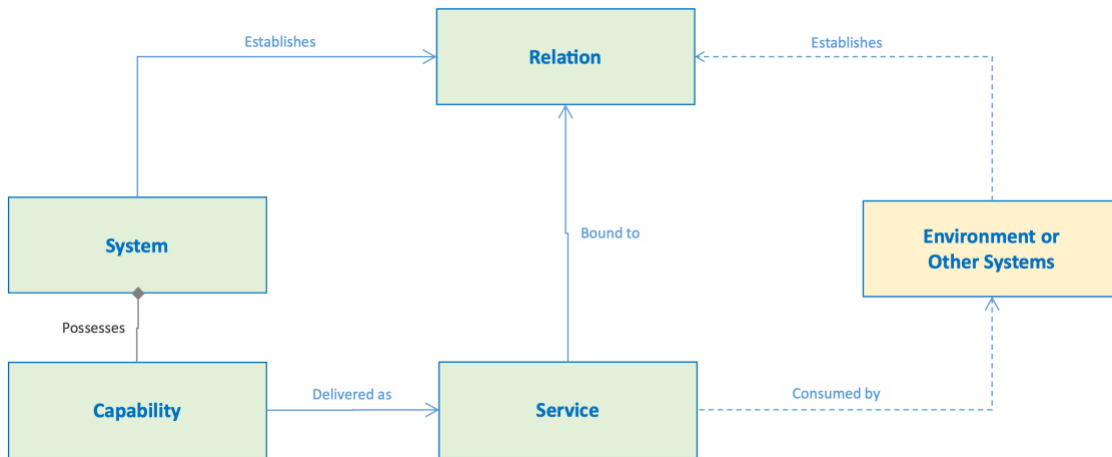 Establishes
Establishes
Relation
System
Bound to
Environment or
Other Systems
Possesses
Capability
Delivered as
Service
Consumed by